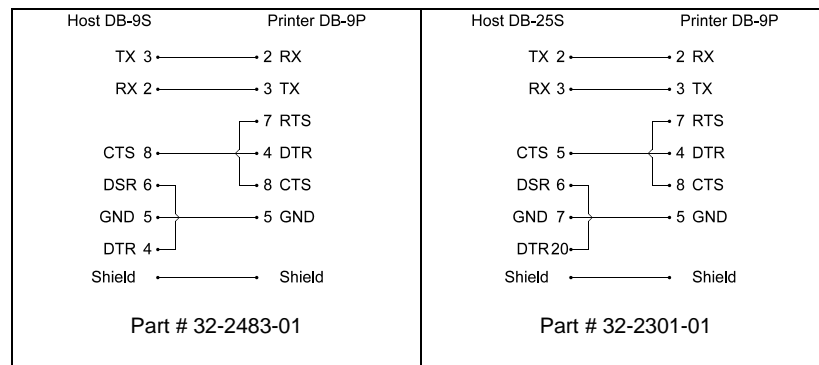 Host DB-9S Printer DB-9P
TX 3 2 RX
RX 2 3 TX
7 RTS
CTS 8 4 DTR
DSR 6 8 CTS
GND 5 5 GND
DTR 4
Shield Shield
Part # 32-2483-01
Host DB-25S Printer DB-9P
TX 2 2 RX
RX 3 3 TX
7 RTS
CTS 5 4 DTR
DSR 6 8 CTS
GND 7 5 GND
DTR 20
Shield Shield
Part # 32-2301-01